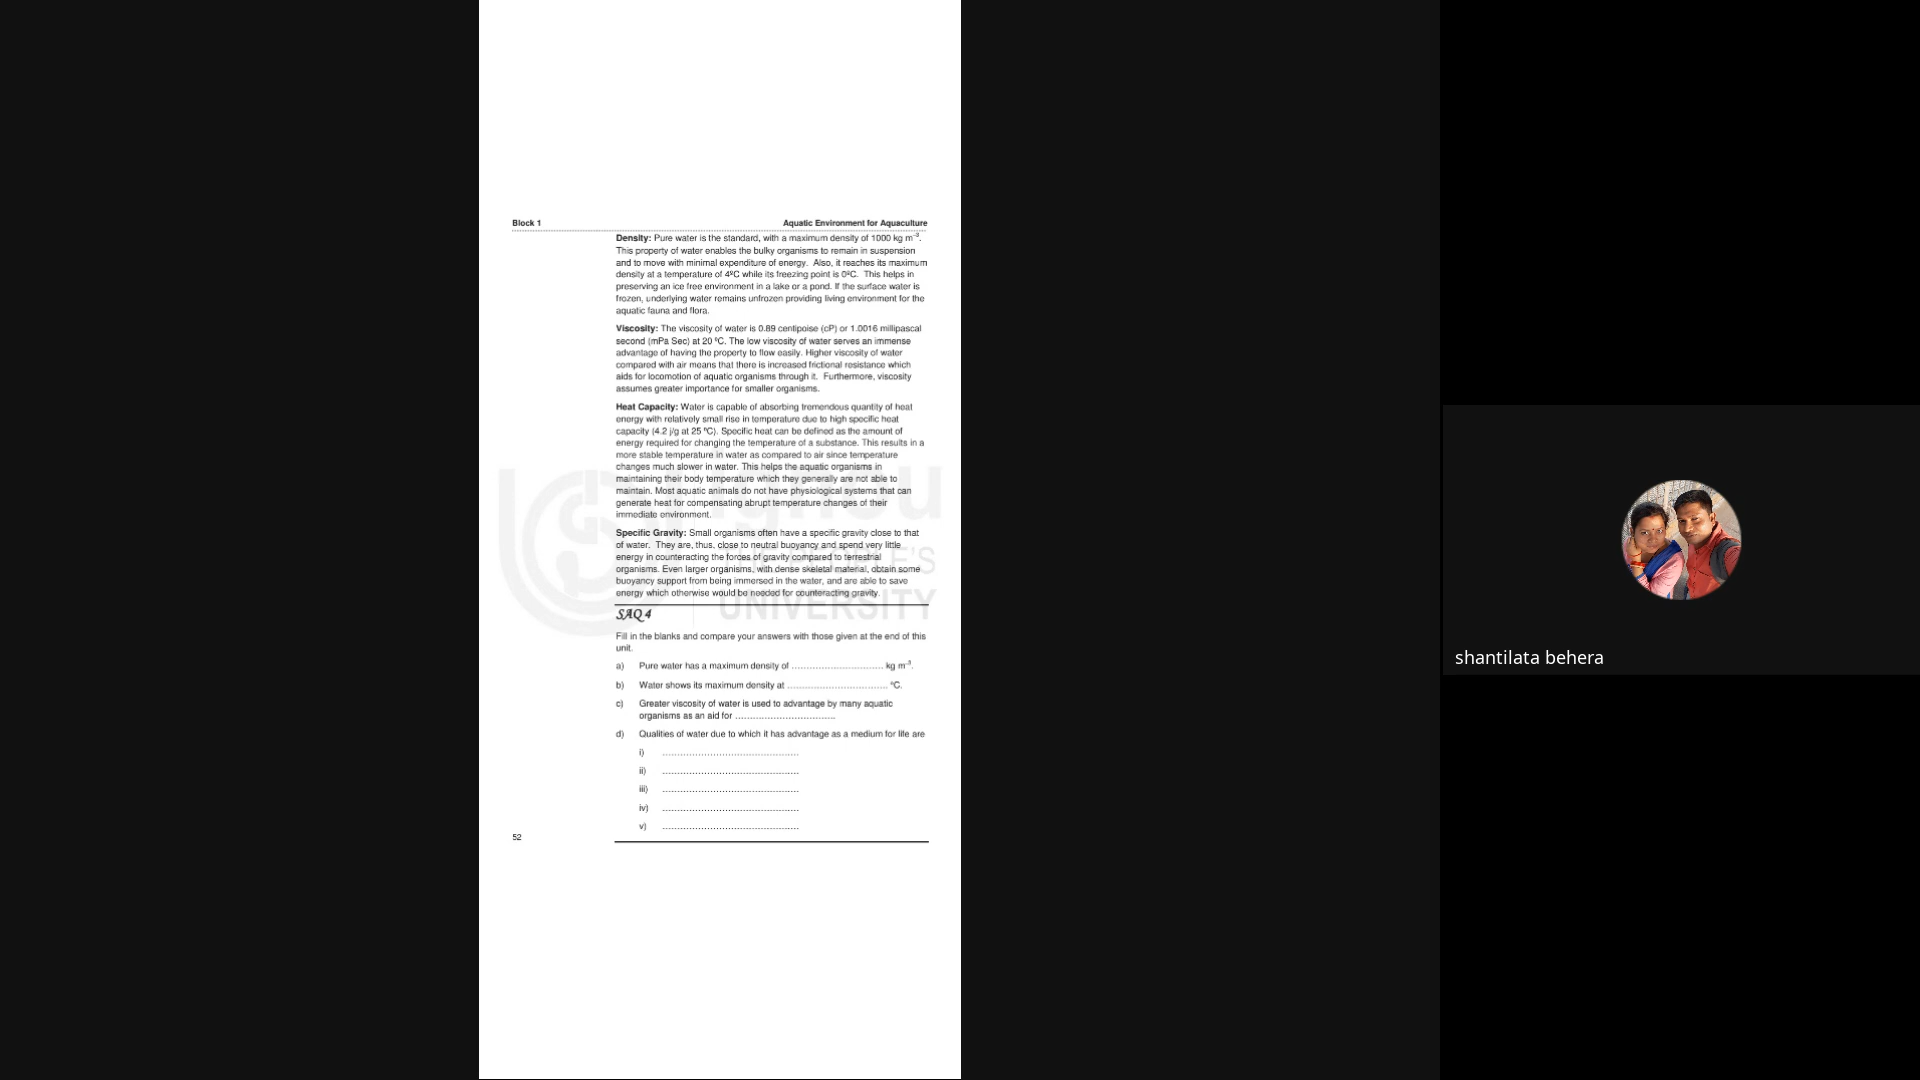 Block 1 Aquatic Environment for Aquaculture
Density: Pure water is the standard, with a maximum density of 1000 kg m⁻³.
This property of water enables the bulky organisms to remain in suspension
and to move with minimal expenditure of energy. Also, it reaches its maximum
density at a temperature of 4ºC while its freezing point is 0ºC. This helps in
preserving an ice free environment in a lake or a pond. If the surface water is
frozen, underlying water remains unfrozen providing living environment for the
aquatic fauna and flora.
Viscosity: The viscosity of water is 0.89 centipoise (cP) or 1.0016 millipascal
second (mPa Sec) at 20 ºC. The low viscosity of water serves an immense
advantage of having the property to flow easily. Higher viscosity of water
compared with air means that there is increased frictional resistance which
aids for locomotion of aquatic organisms through it. Furthermore, viscosity
assumes greater importance for smaller organisms.
Heat Capacity: Water is capable of absorbing tremendous quantity of heat
energy with relatively small rise in temperature due to high specific heat
capacity (4.2 j/g at 25 ºC). Specific heat can be defined as the amount of
energy required for changing the temperature of a substance. This results in a
more stable temperature in water as compared to air since temperature
changes much slower in water. This helps the aquatic organisms in
maintaining their body temperature which they generally are not able to
maintain. Most aquatic animals do not have physiological systems that can
generate heat for compensating abrupt temperature changes of their
immediate environment.
Specific Gravity: Small organisms often have a specific gravity close to that
of water. They are, thus, close to neutral buoyancy and spend very little
energy in counteracting the forces of gravity compared to terrestrial
organisms. Even larger organisms, with dense skeletal material, obtain some
buoyancy support from being immersed in the water, and are able to save
energy which otherwise would be needed for counteracting gravity.
UNIVERSITY
SAQ 4
Fill in the blanks and compare your answers with those given at the end of this
unit.
a) Pure water has a maximum density of ................................ kg m⁻³.
b) Water shows its maximum density at ................................... ºC.
c) Greater viscosity of water is used to advantage by many aquatic
organisms as an aid for ...................................
d) Qualities of water due to which it has advantage as a medium for life are
i) ..............................................
ii) ..............................................
iii) ..............................................
iv) ..............................................
v) ..............................................
52
shantilata behera